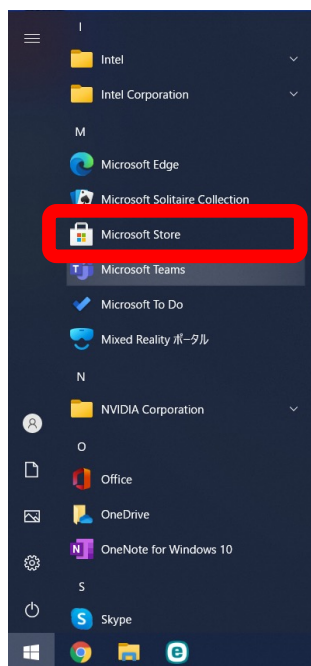 I
Intel
Intel Corporation
M
Microsoft Edge
Microsoft Solitaire Collection
Microsoft Store
Microsoft Teams
Microsoft To Do
Mixed Reality ポータル
N
NVIDIA Corporation
O
Office
OneDrive
OneNote for Windows 10
S
Skype